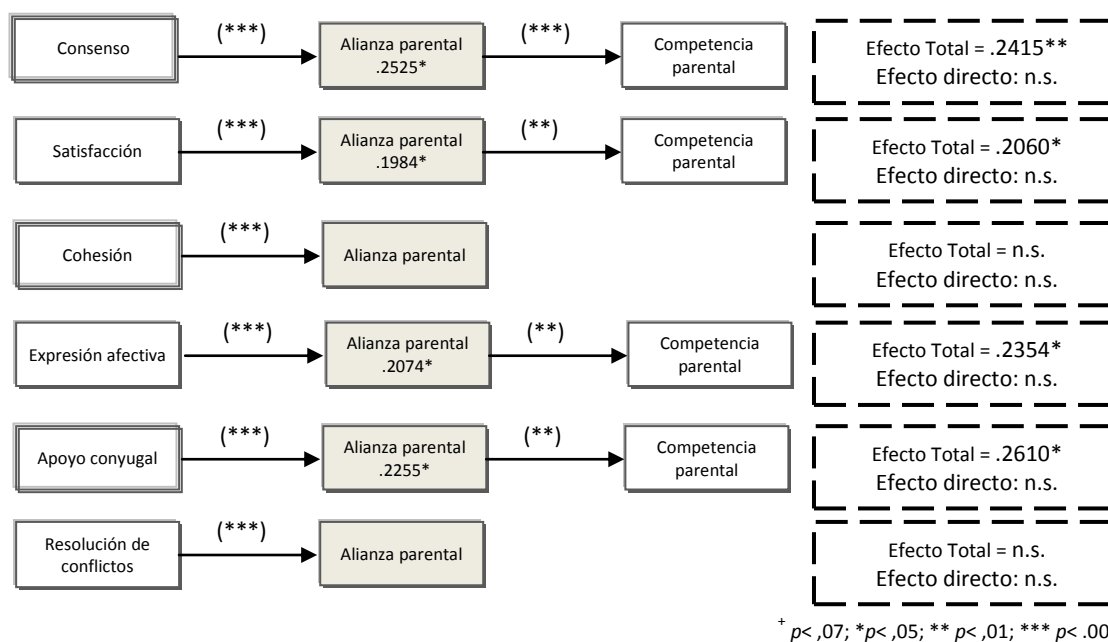 (***)
(***)
Consenso
Alianza parental
.2525*
Competencia
parental
Efecto Total = .2415**
Efecto directo: n.s.
(***)
(**)
Satisfacción
Alianza parental
.1984*
Competencia
parental
Efecto Total = .2060*
Efecto directo: n.s.
(***)
Cohesión
Alianza parental
Efecto Total = n.s.
Efecto directo: n.s.
(***)
(**)
Expresión afectiva
Alianza parental
.2074*
Competencia
parental
Efecto Total = .2354*
Efecto directo: n.s.
(***)
(**)
Apoyo conyugal
Alianza parental
.2255*
Competencia
parental
Efecto Total = .2610*
Efecto directo: n.s.
(***)
Resolución de
conflictos
Alianza parental
Efecto Total = n.s.
Efecto directo: n.s.
+ p< ,07; *p< ,05; ** p< ,01; *** p< .00